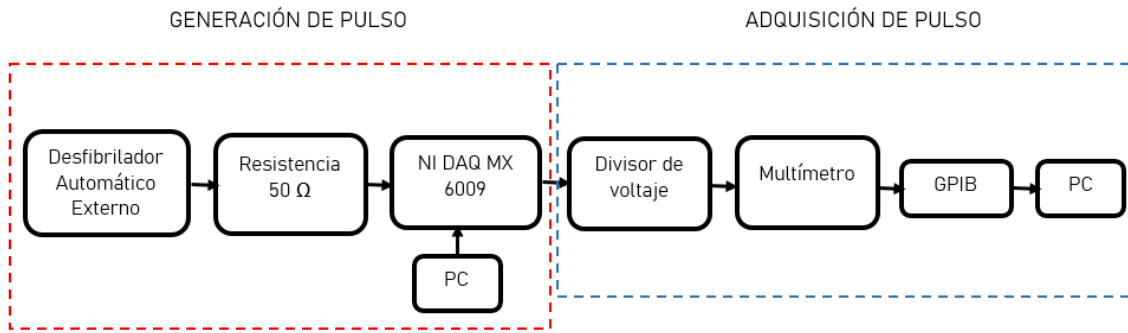 GENERACIÓN DE PULSO
ADQUISICIÓN DE PULSO
Desfibrilador
Automático
Externo
Resistencia
50 Ω
NI DAQ MX
6009
PC
Divisor de
voltaje
Multímetro
GPIB
PC